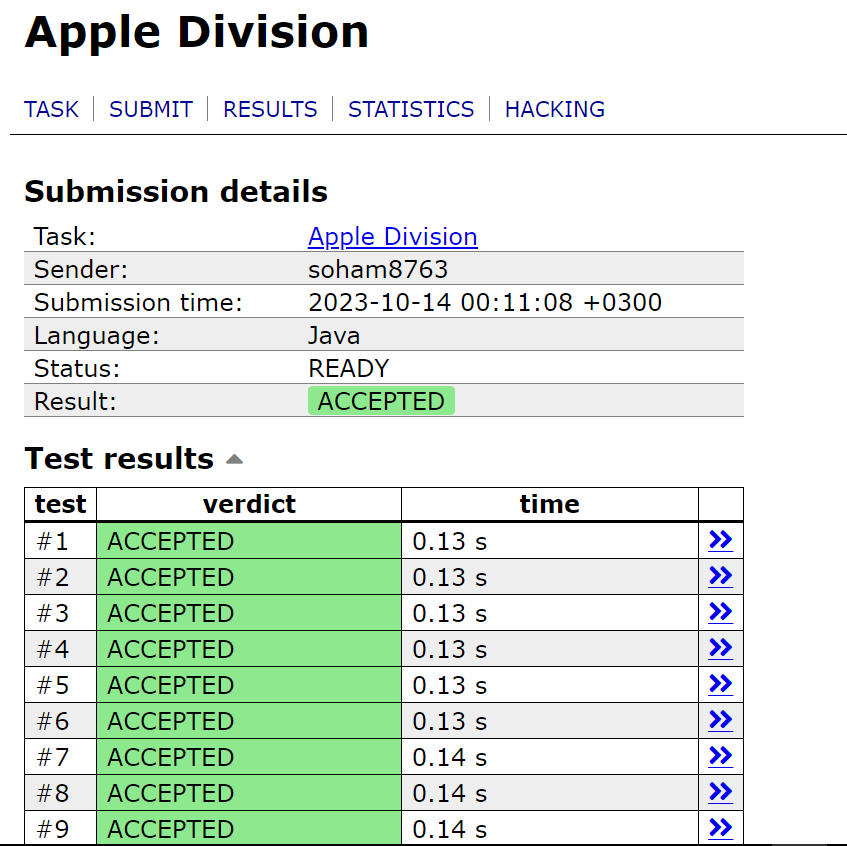 Apple Division
TASK SUBMIT RESULTS STATISTICS HACKING
Submission details
Task: Apple Division
Sender: soham8763
Submission time: 2023-10-14 00:11:08 +0300
Language: Java
Status: READY
Result: ACCEPTED
Test results
test verdict time
#1 ACCEPTED 0.13 s »
#2 ACCEPTED 0.13 s »
#3 ACCEPTED 0.13 s »
#4 ACCEPTED 0.13 s »
#5 ACCEPTED 0.13 s »
#6 ACCEPTED 0.13 s »
#7 ACCEPTED 0.14 s »
#8 ACCEPTED 0.14 s »
#9 ACCEPTED 0.14 s »